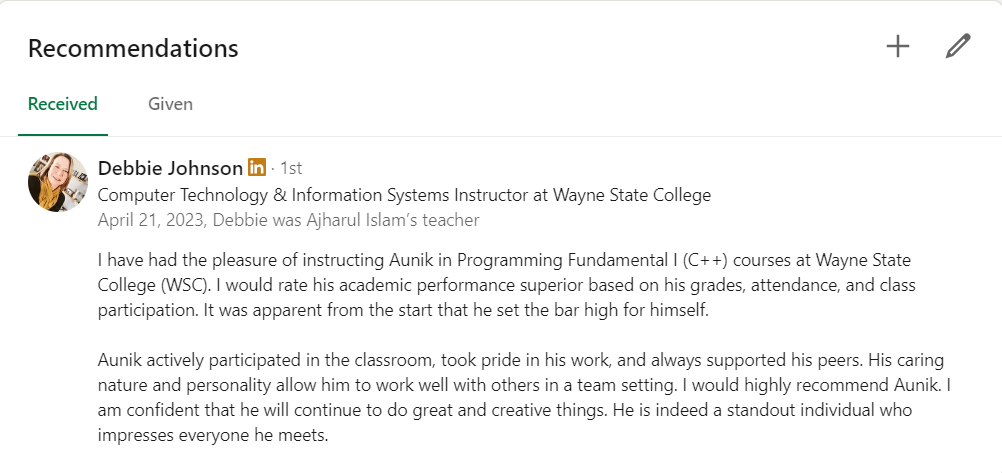 Recommendations
Received
Given
Debbie Johnson in · 1st
Computer Technology & Information Systems Instructor at Wayne State College
April 21, 2023, Debbie was Ajharul Islam’s teacher
I have had the pleasure of instructing Aunik in Programming Fundamental I (C++) courses at Wayne State
College (WSC). I would rate his academic performance superior based on his grades, attendance, and class
participation. It was apparent from the start that he set the bar high for himself.
Aunik actively participated in the classroom, took pride in his work, and always supported his peers. His caring
nature and personality allow him to work well with others in a team setting. I would highly recommend Aunik. I
am confident that he will continue to do great and creative things. He is indeed a standout individual who
impresses everyone he meets.